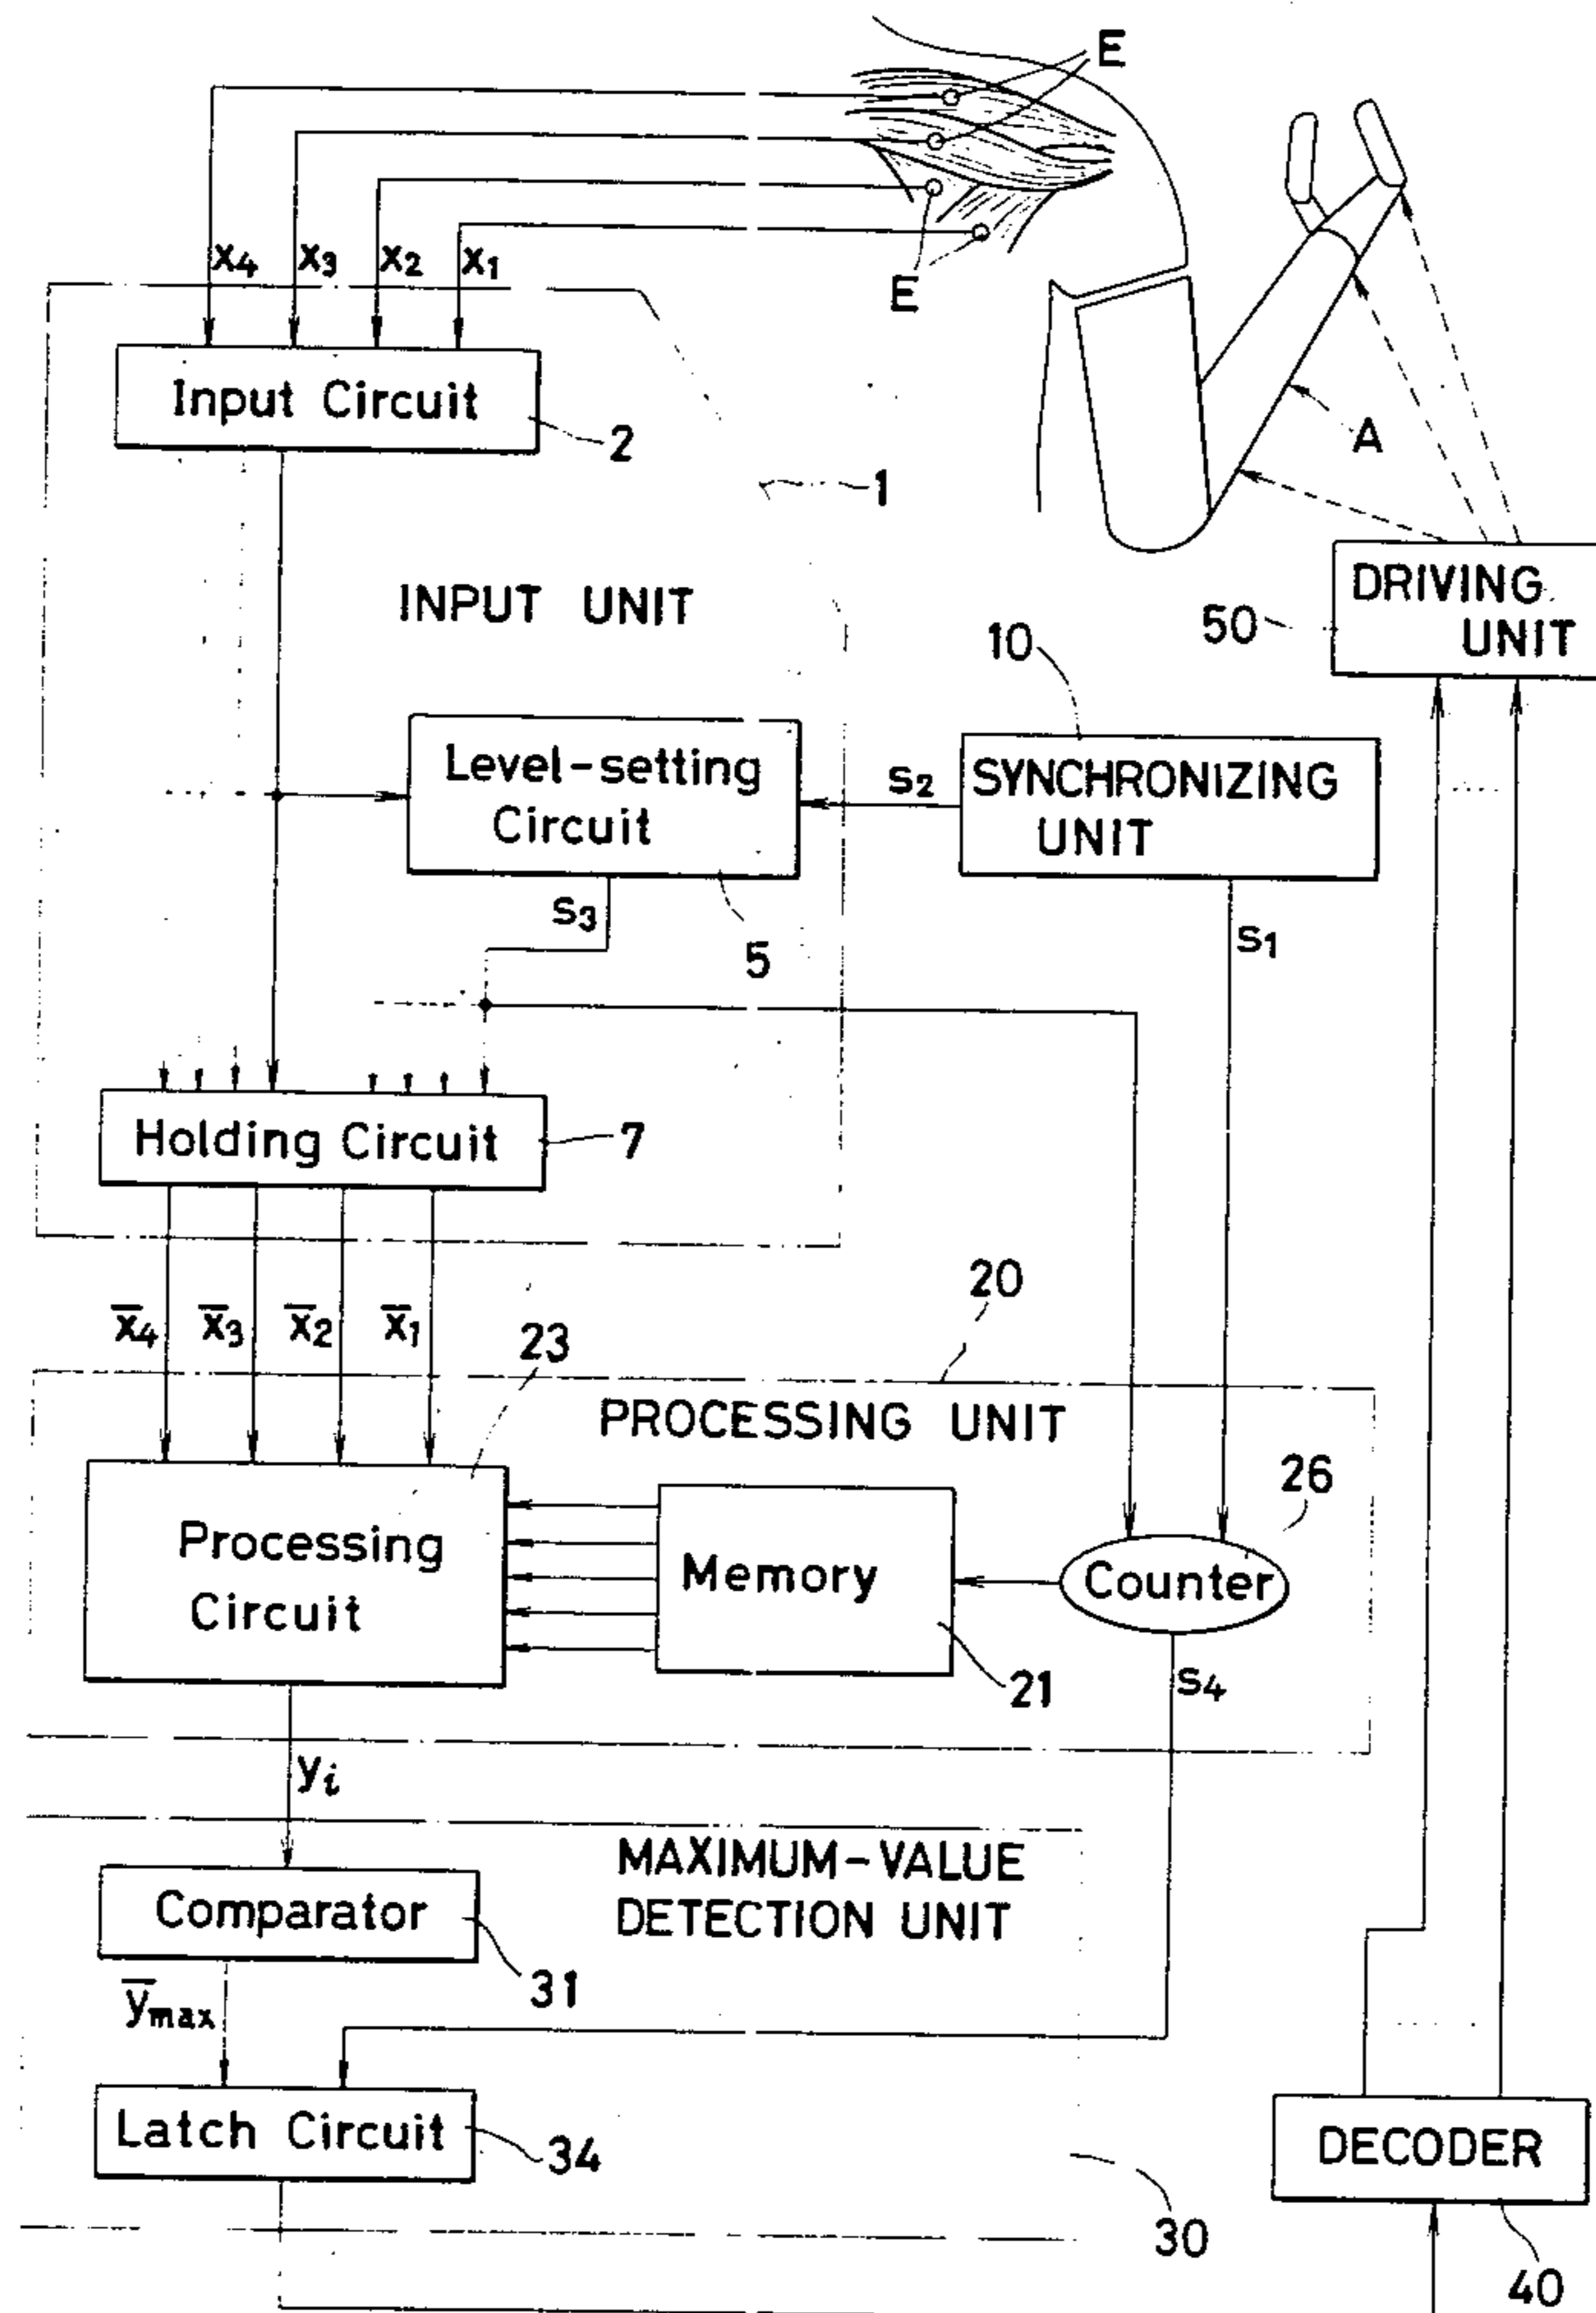 E
x4 x3 x2 x1
E
Input Circuit
2
A
1
INPUT UNIT
DRIVING
UNIT
50
10
Level-setting
Circuit
s2
SYNCHRONIZING
UNIT
s3
5
s1
Holding Circuit
7
20
x̅4 x̅3 x̅2 x̅1
23
PROCESSING UNIT
26
Processing
Circuit
Memory
Counter
21
s4
yi
MAXIMUM-VALUE
DETECTION UNIT
Comparator
31
y̅max
Latch Circuit
34
DECODER
30
40